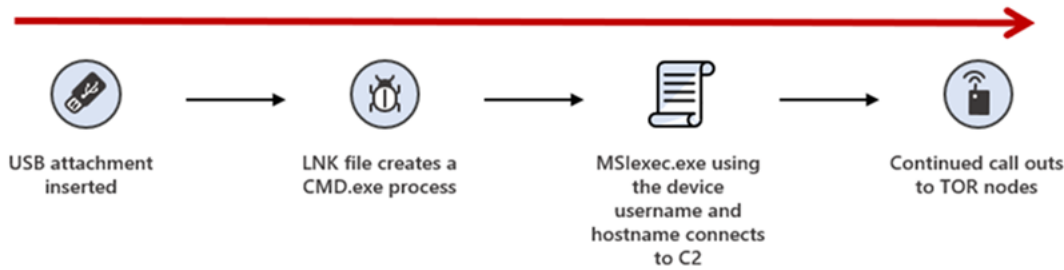 USB attachment
inserted
LNK file creates a
CMD.exe process
MSIexec.exe using
the device
username and
hostname connects
to C2
Continued call outs
to TOR nodes